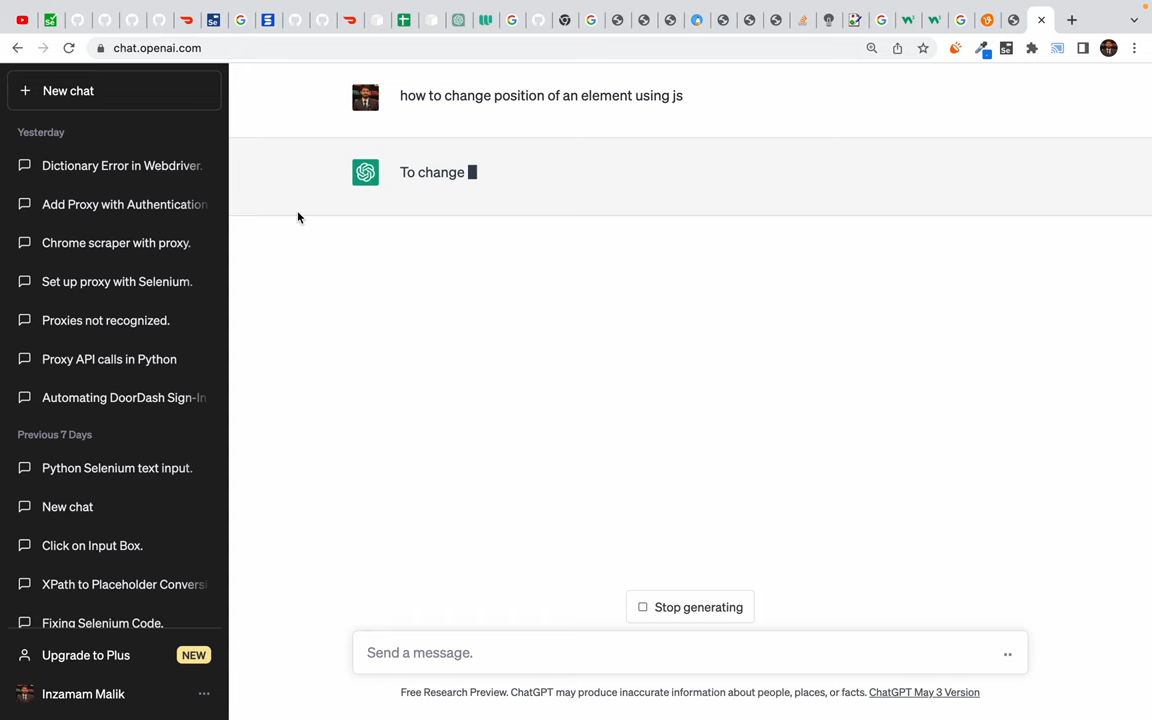 chat.openai.com
New chat
Yesterday
Dictionary Error in Webdriver.
Add Proxy with Authentication
Chrome scraper with proxy.
Set up proxy with Selenium.
Proxies not recognized.
Proxy API calls in Python
Automating DoorDash Sign-In
Previous 7 Days
Python Selenium text input.
New chat
Click on Input Box.
XPath to Placeholder Convers
Fixing Selenium Code.
Upgrade to Plus NEW
Inzamam Malik
how to change position of an element using js
To change
Stop generating
Send a message.
Free Research Preview. ChatGPT may produce inaccurate information about people, places, or facts. ChatGPT May 3 Version